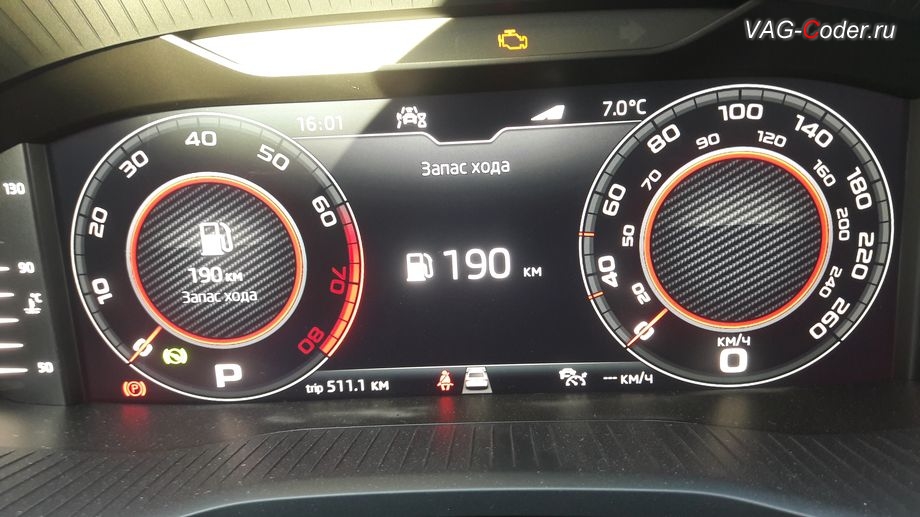 VAG-Coder.ru
16:01
7.0°C
Запас хода
190 км
190 км
Запас хода
0 10 20 30 40 50 60 70 80
P
trip 511.1 км
--- км/ч
0 20 40 60 80 100 140 180 220 260
20 50 70 90 120 160 200 240
км/ч
0
130
90
°C
50
(P)